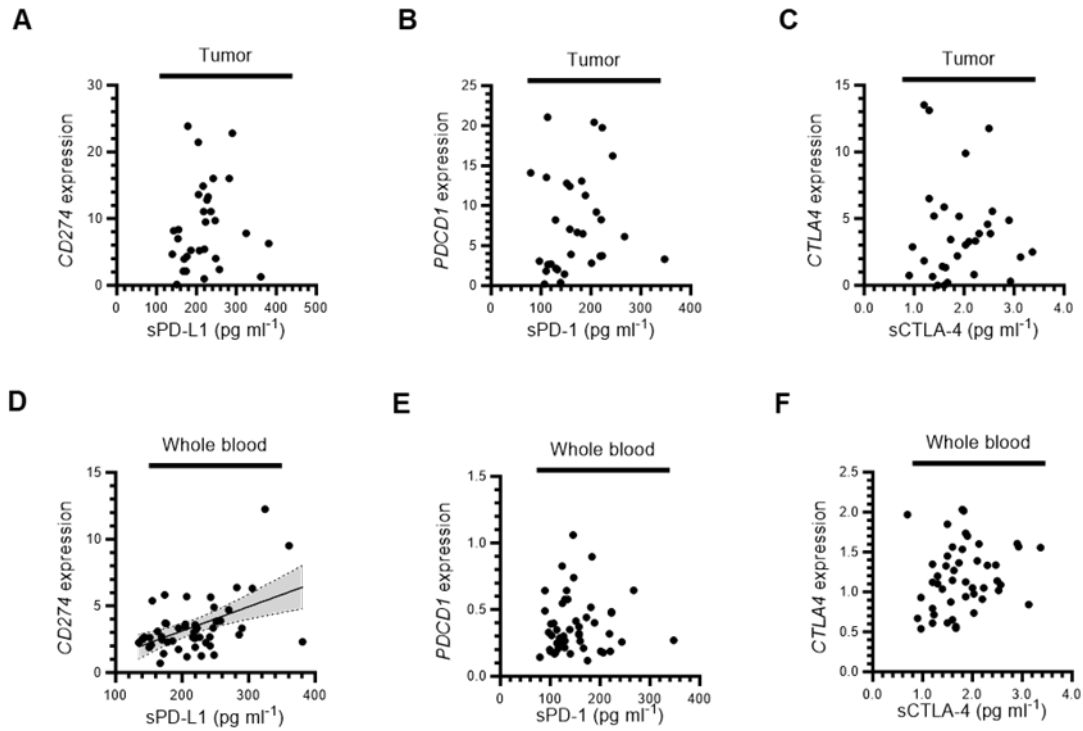 A
Tumor
30
20
10
0
CD274 expression
0 100 200 300 400 500
sPD-L1 (pg ml⁻¹)
B
Tumor
25
20
15
10
5
0
PDCD1 expression
0 100 200 300 400
sPD-1 (pg ml⁻¹)
C
Tumor
15
10
5
0
CTLA4 expression
0.0 1.0 2.0 3.0 4.0
sCTLA-4 (pg ml⁻¹)
D
Whole blood
15
10
5
0
CD274 expression
100 200 300 400
sPD-L1 (pg ml⁻¹)
E
Whole blood
1.5
1.0
0.5
0.0
PDCD1 expression
0 100 200 300 400
sPD-1 (pg ml⁻¹)
F
Whole blood
2.5
2.0
1.5
1.0
0.5
0.0
CTLA4 expression
0.0 1.0 2.0 3.0 4.0
sCTLA-4 (pg ml⁻¹)